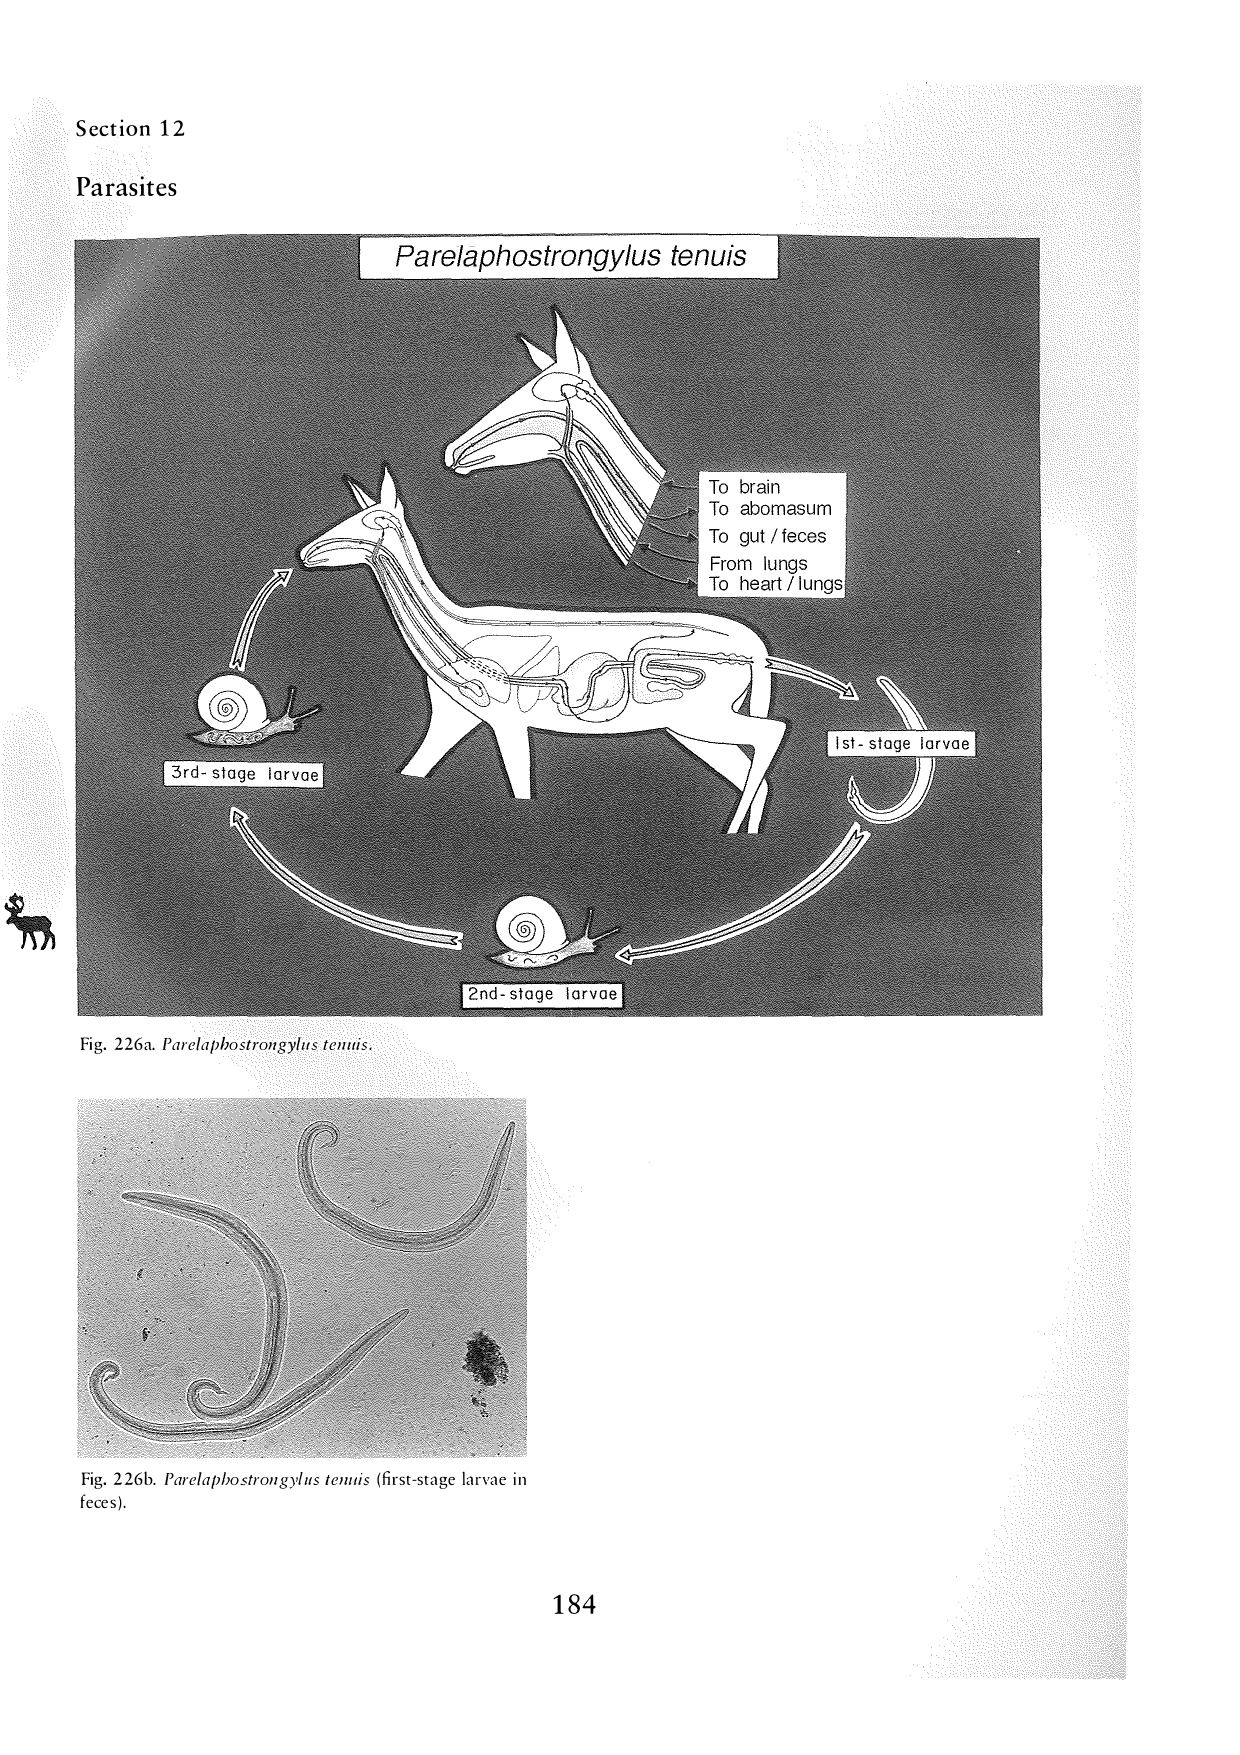 Section 12
Parasites
Parelaphostrongylus tenuis
To brain
To abomasum
To gut / feces
From lungs
To heart / lungs
1st- stage larvae
3rd- stage larvae
2nd- stage larvae
Fig. 226a. Parelaphostrongylus tenuis.
Fig. 226b. Parelaphostrongylus tenuis (first-stage larvae in
feces).
184